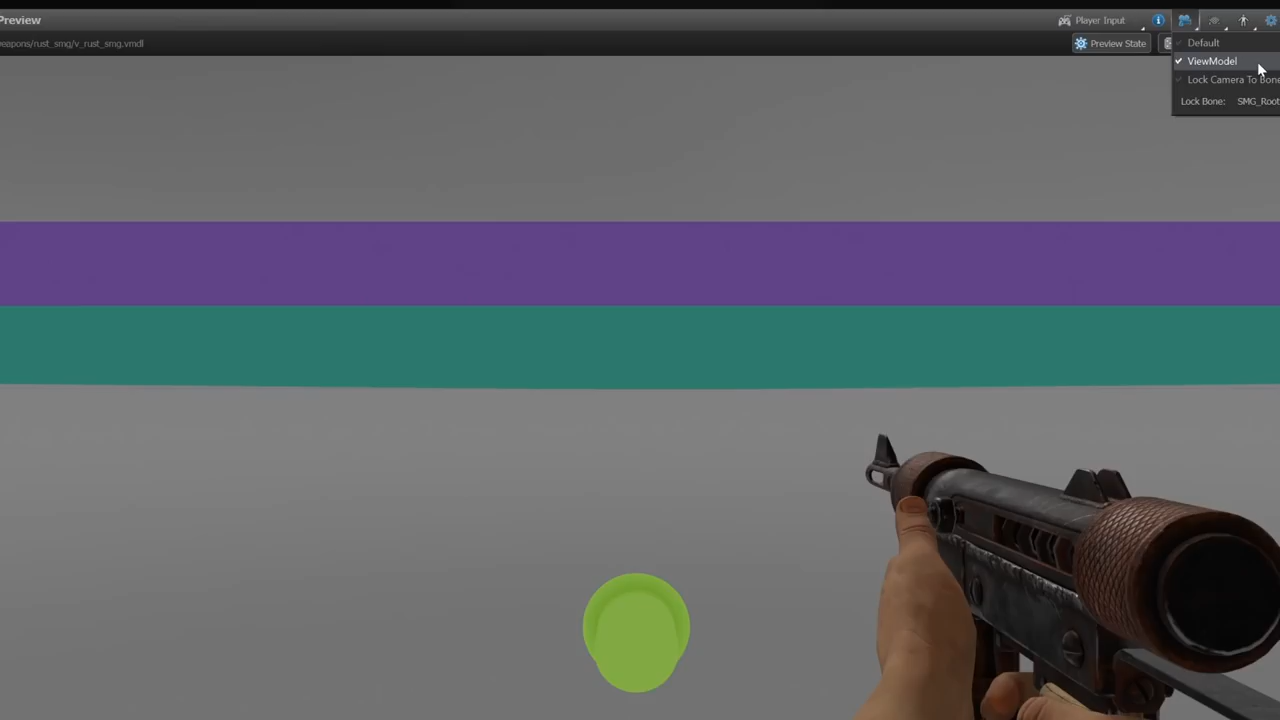 Preview
Player Input
eapons/rust_smg/v_rust_smg.vmdl
Preview State
Default
ViewModel
Lock Camera To Bone
Lock Bone: SMG_Root